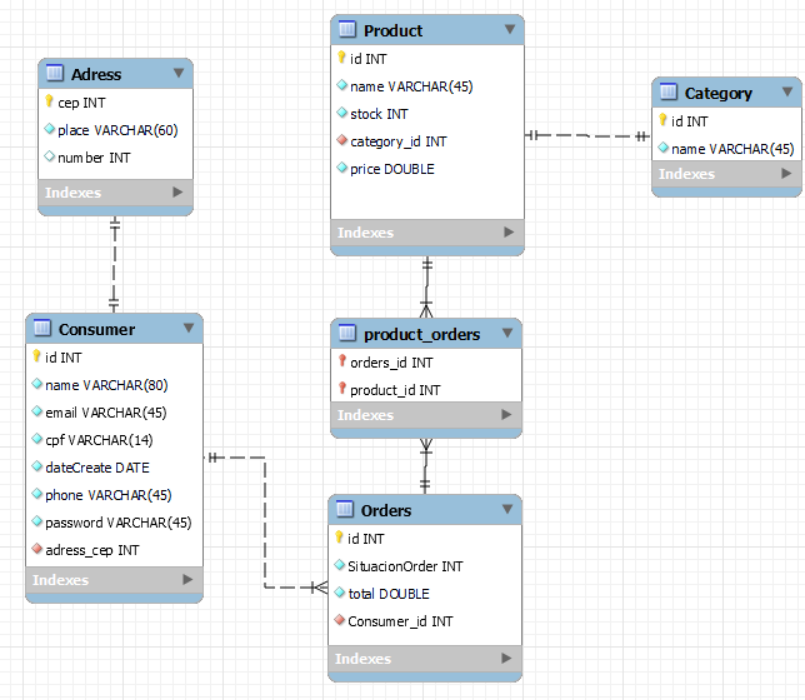 Adress
cep INT
place VARCHAR(60)
number INT
Indexes
Product
id INT
name VARCHAR(45)
stock INT
category_id INT
price DOUBLE
Indexes
Category
id INT
name VARCHAR(45)
Indexes
Consumer
id INT
name VARCHAR(80)
email VARCHAR(45)
cpf VARCHAR(14)
dateCreate DATE
phone VARCHAR(45)
password VARCHAR(45)
adress_cep INT
Indexes
product_orders
orders_id INT
product_id INT
Indexes
Orders
id INT
SituacionOrder INT
total DOUBLE
Consumer_id INT
Indexes